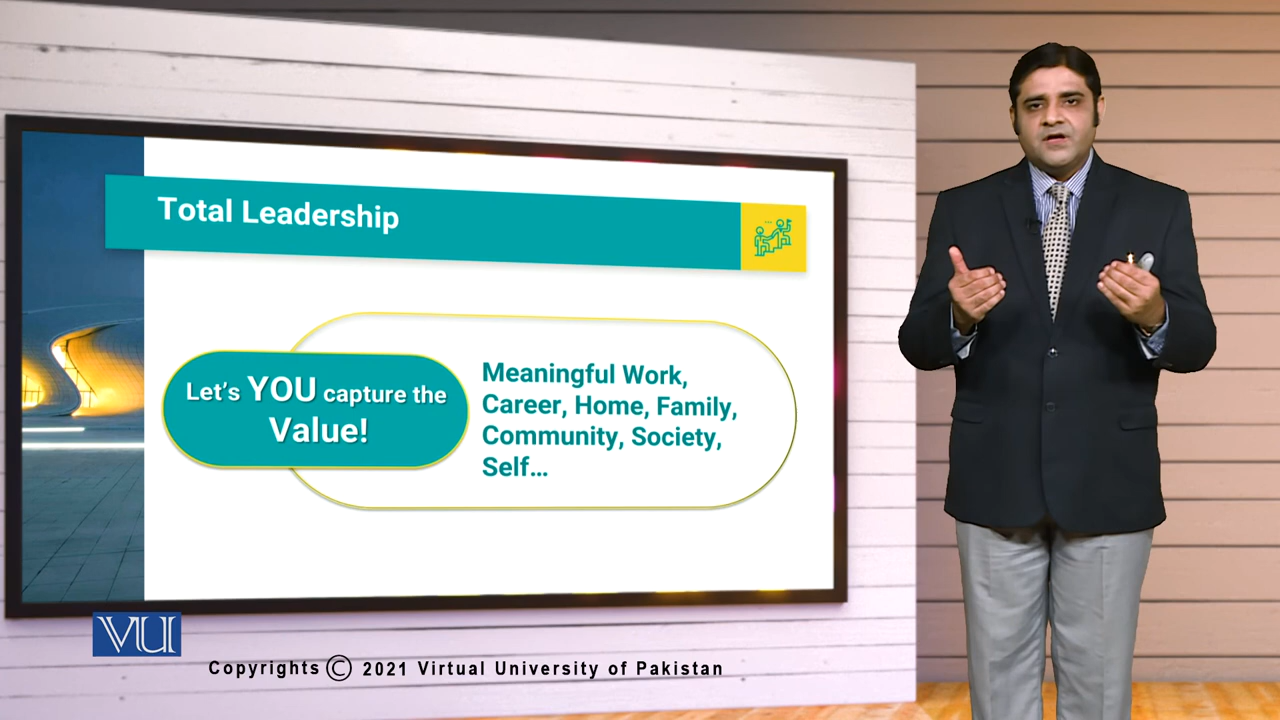 Total Leadership
Let's YOU capture the
Value!
Meaningful Work,
Career, Home, Family,
Community, Society,
Self...
VU
Copyrights © 2021 Virtual University of Pakistan